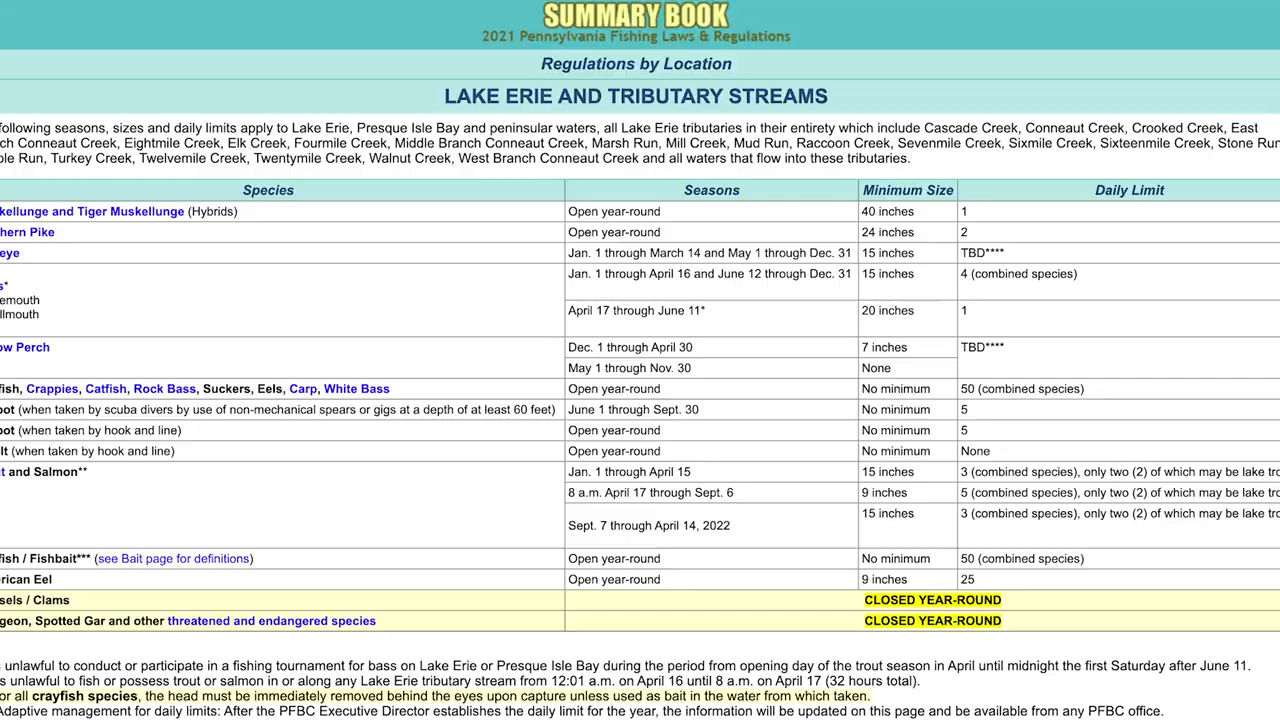 SUMMARY BOOK
2021 Pennsylvania Fishing Laws & Regulations
Regulations by Location
LAKE ERIE AND TRIBUTARY STREAMS
following seasons, sizes and daily limits apply to Lake Erie, Presque Isle Bay and peninsular waters, all Lake Erie tributaries in their entirety which include Cascade Creek, Conneaut Creek, Crooked Creek, East
ch Conneaut Creek, Eightmile Creek, Elk Creek, Fourmile Creek, Middle Branch Conneaut Creek, Marsh Run, Mill Creek, Mud Run, Raccoon Creek, Sevenmile Creek, Sixmile Creek, Sixteenmile Creek, Stone Run
ole Run, Turkey Creek, Twelvemile Creek, Twentymile Creek, Walnut Creek, West Branch Conneaut Creek and all waters that flow into these tributaries.
Species Seasons Minimum Size Daily Limit
kellunge and Tiger Muskellunge (Hybrids) Open year-round 40 inches 1
hern Pike Open year-round 24 inches 2
eye Jan. 1 through March 14 and May 1 through Dec. 31 15 inches TBD****
s* Jan. 1 through April 16 and June 12 through Dec. 31 15 inches 4 (combined species)
emouth
llmouth April 17 through June 11* 20 inches 1
ow Perch Dec. 1 through April 30 7 inches TBD****
May 1 through Nov. 30 None
fish, Crappies, Catfish, Rock Bass, Suckers, Eels, Carp, White Bass Open year-round No minimum 50 (combined species)
pot (when taken by scuba divers by use of non-mechanical spears or gigs at a depth of at least 60 feet) June 1 through Sept. 30 No minimum 5
pot (when taken by hook and line) Open year-round No minimum 5
lt (when taken by hook and line) Open year-round No minimum None
t and Salmon** Jan. 1 through April 15 15 inches 3 (combined species), only two (2) of which may be lake tro
8 a.m. April 17 through Sept. 6 9 inches 5 (combined species), only two (2) of which may be lake tro
Sept. 7 through April 14, 2022 15 inches 3 (combined species), only two (2) of which may be lake tro
fish / Fishbait*** (see Bait page for definitions) Open year-round No minimum 50 (combined species)
rican Eel Open year-round 9 inches 25
sels / Clams CLOSED YEAR-ROUND
geon, Spotted Gar and other threatened and endangered species CLOSED YEAR-ROUND
unlawful to conduct or participate in a fishing tournament for bass on Lake Erie or Presque Isle Bay during the period from opening day of the trout season in April until midnight the first Saturday after June 11.
s unlawful to fish or possess trout or salmon in or along any Lake Erie tributary stream from 12:01 a.m. on April 16 until 8 a.m. on April 17 (32 hours total).
or all crayfish species, the head must be immediately removed behind the eyes upon capture unless used as bait in the water from which taken.
Adaptive management for daily limits: After the PFBC Executive Director establishes the daily limit for the year, the information will be updated on this page and be available from any PFBC office.